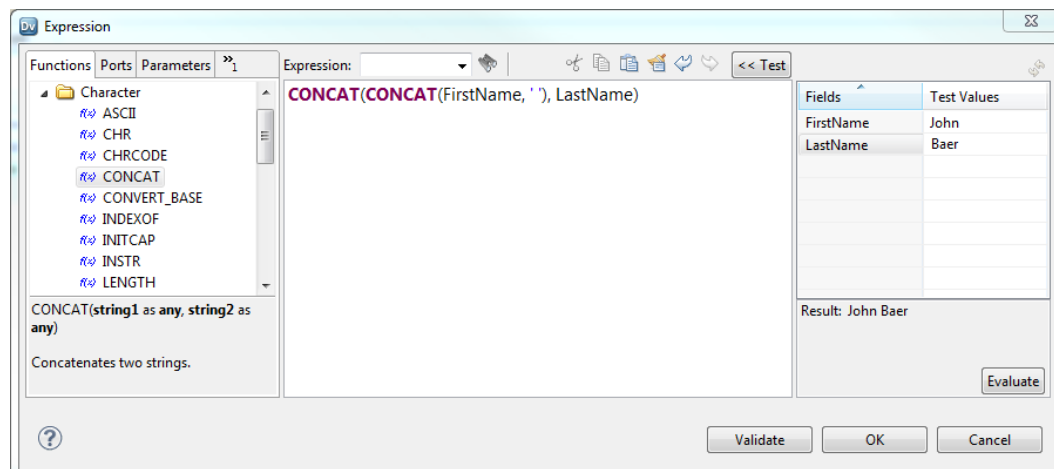 Dv Expression
Functions Ports Parameters »1
Expression:
<< Test
Character
f(x) ASCII
f(x) CHR
f(x) CHRCODE
f(x) CONCAT
f(x) CONVERT_BASE
f(x) INDEXOF
f(x) INITCAP
f(x) INSTR
f(x) LENGTH
CONCAT(string1 as any, string2 as
any)
Concatenates two strings.
CONCAT(CONCAT(FirstName, ' '), LastName)
Fields Test Values
FirstName John
LastName Baer
Result: John Baer
Evaluate
?
Validate OK Cancel